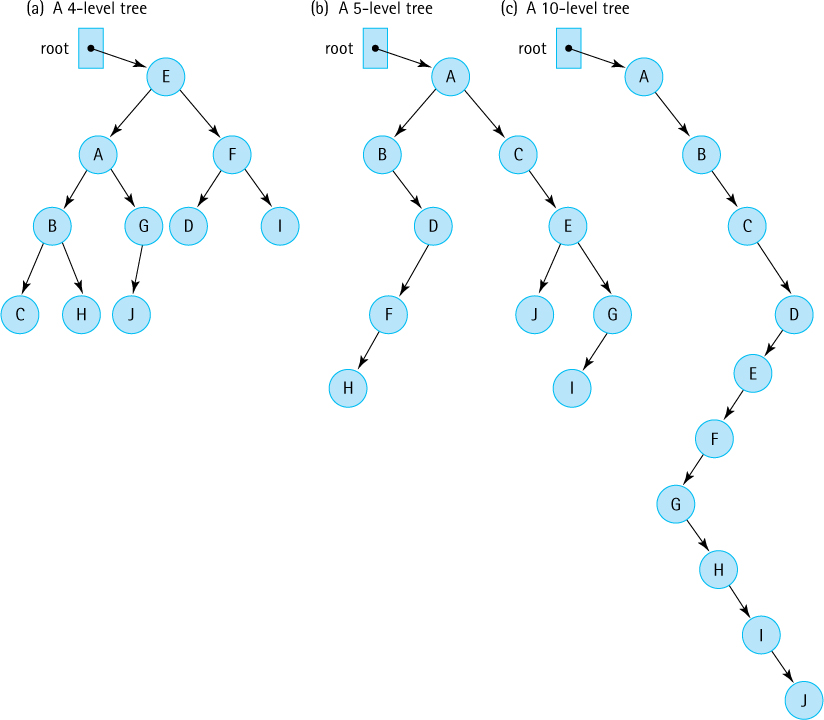 (a) A 4-level tree
root
E
A F
B G D I
C H J
(b) A 5-level tree
root
A
B C
D E
F J G
H I
(c) A 10-level tree
root
A
B
C
D
E
F
G
H
I
J